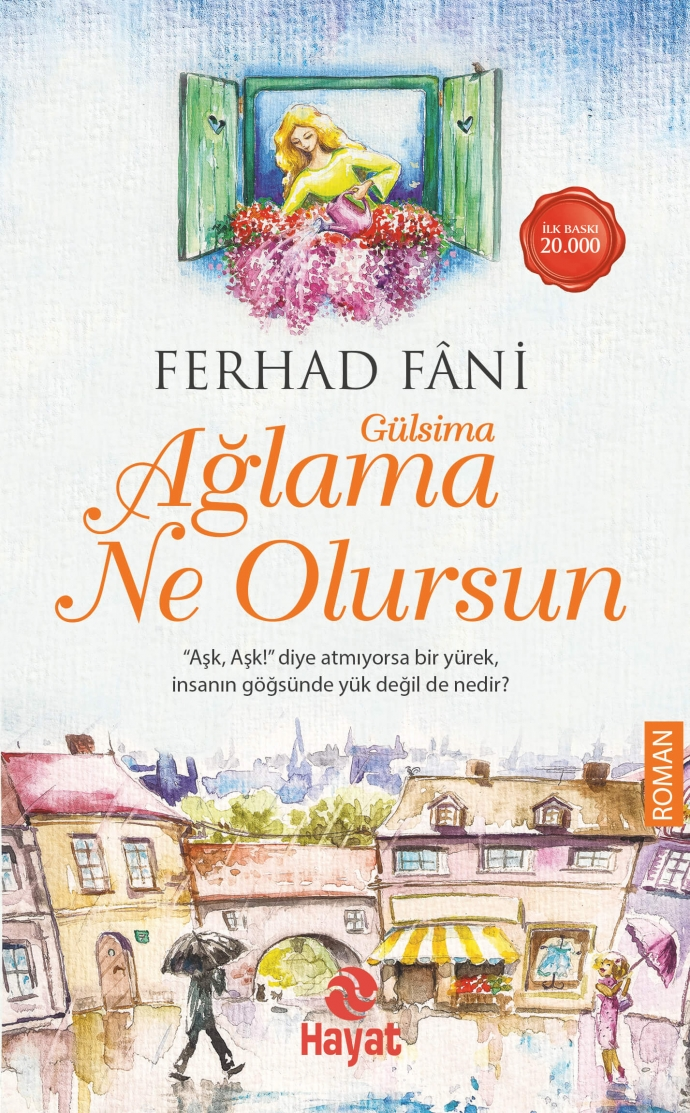 İLK BASKI
20.000
FERHAD FÂNİ
Gülsima
Ağlama
Ne Olursun
“Aşk, Aşk!” diye atmıyorsa bir yürek,
insanın göğsünde yük değil de nedir?
ROMAN
Hayat